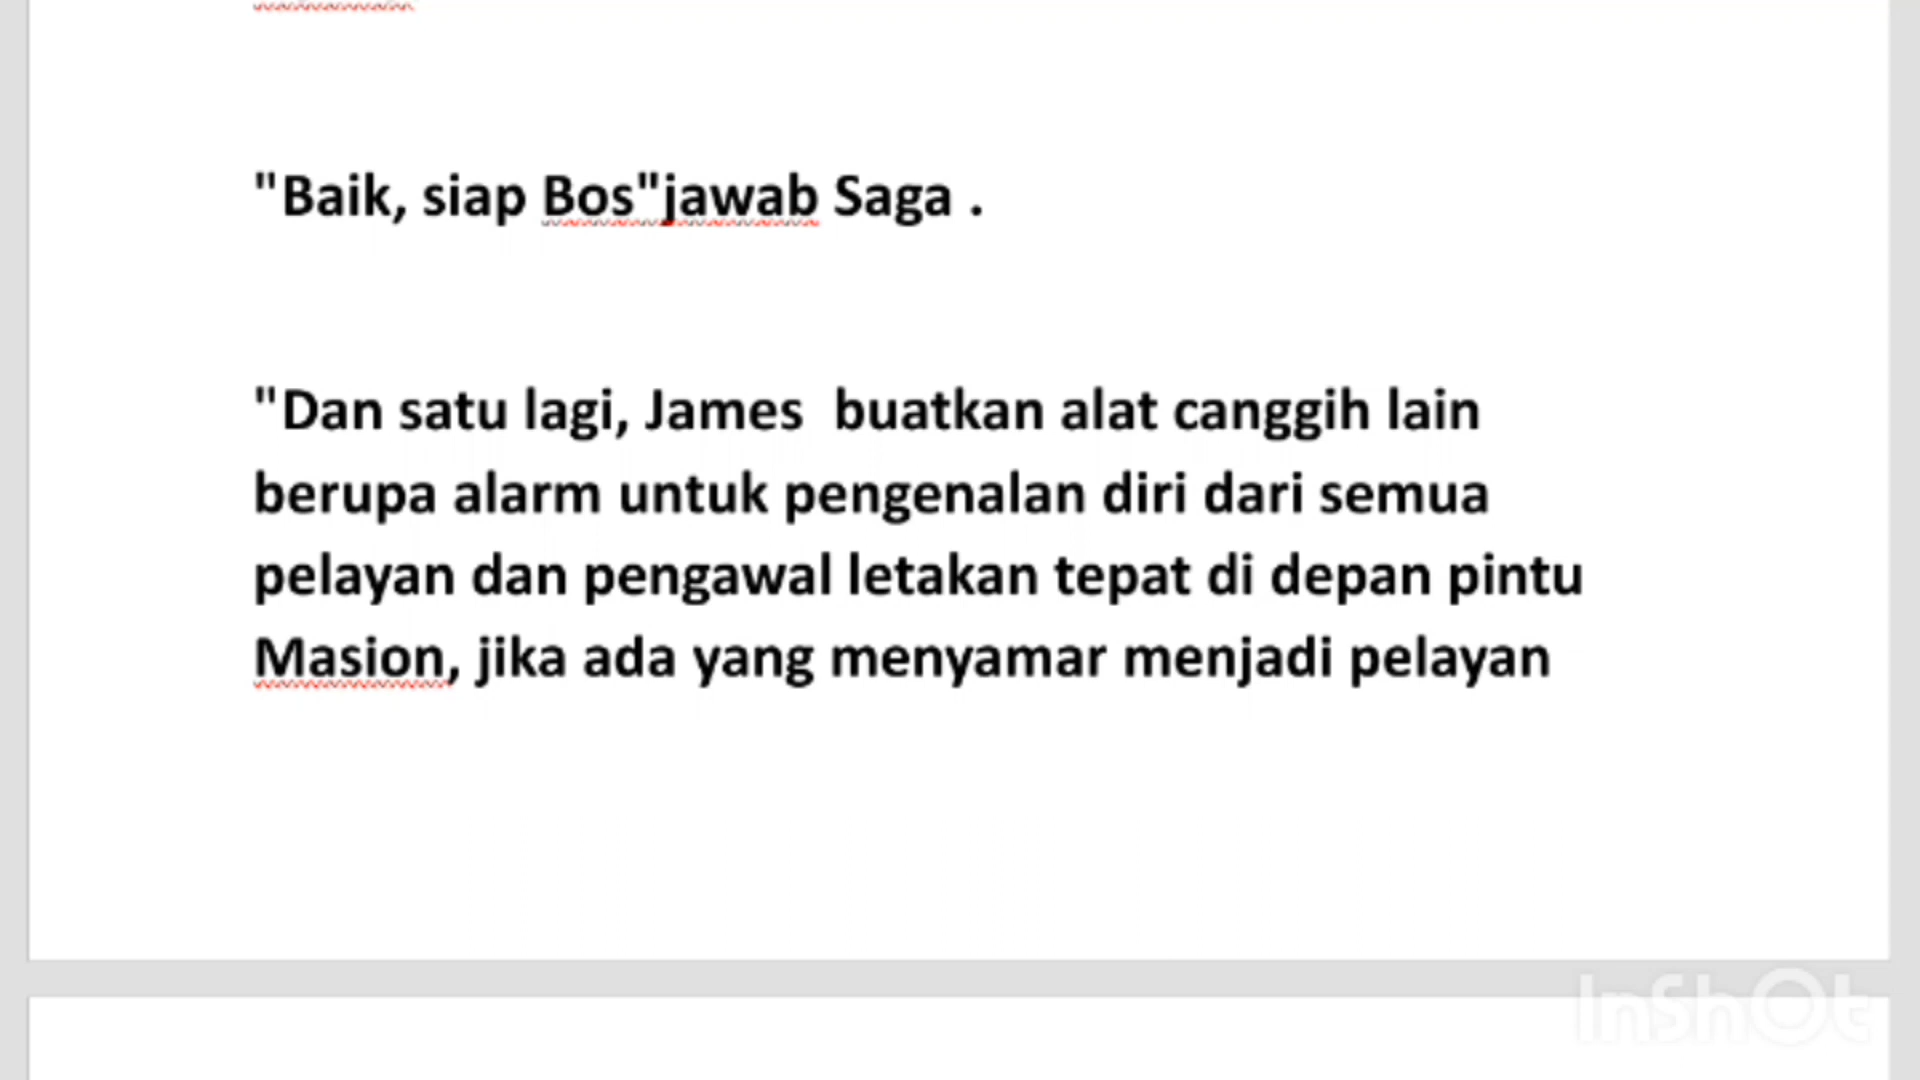 "Baik, siap Bos"jawab Saga .
"Dan satu lagi, James  buatkan alat canggih lain
berupa alarm untuk pengenalan diri dari semua
pelayan dan pengawal letakan tepat di depan pintu
Masion, jika ada yang menyamar menjadi pelayan
InShOt